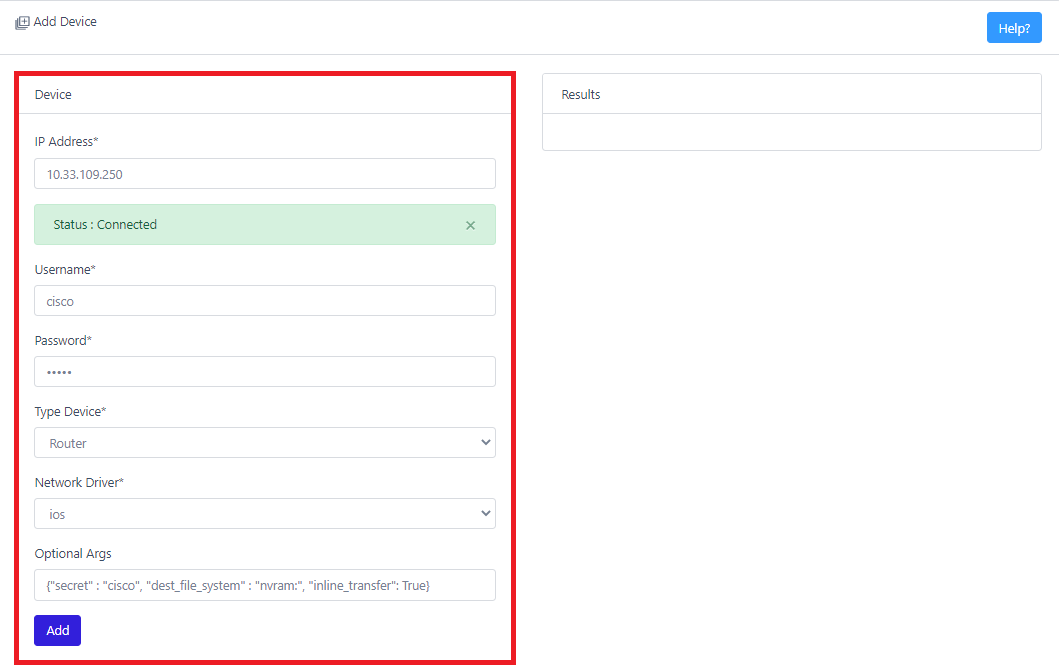 Add Device
Help?
Device
IP Address*
10.33.109.250
Status : Connected
×
Username*
cisco
Password*
•••••
Type Device*
Router
Network Driver*
ios
Optional Args
{"secret" : "cisco", "dest_file_system" : "nvram:", "inline_transfer": True}
Add
Results